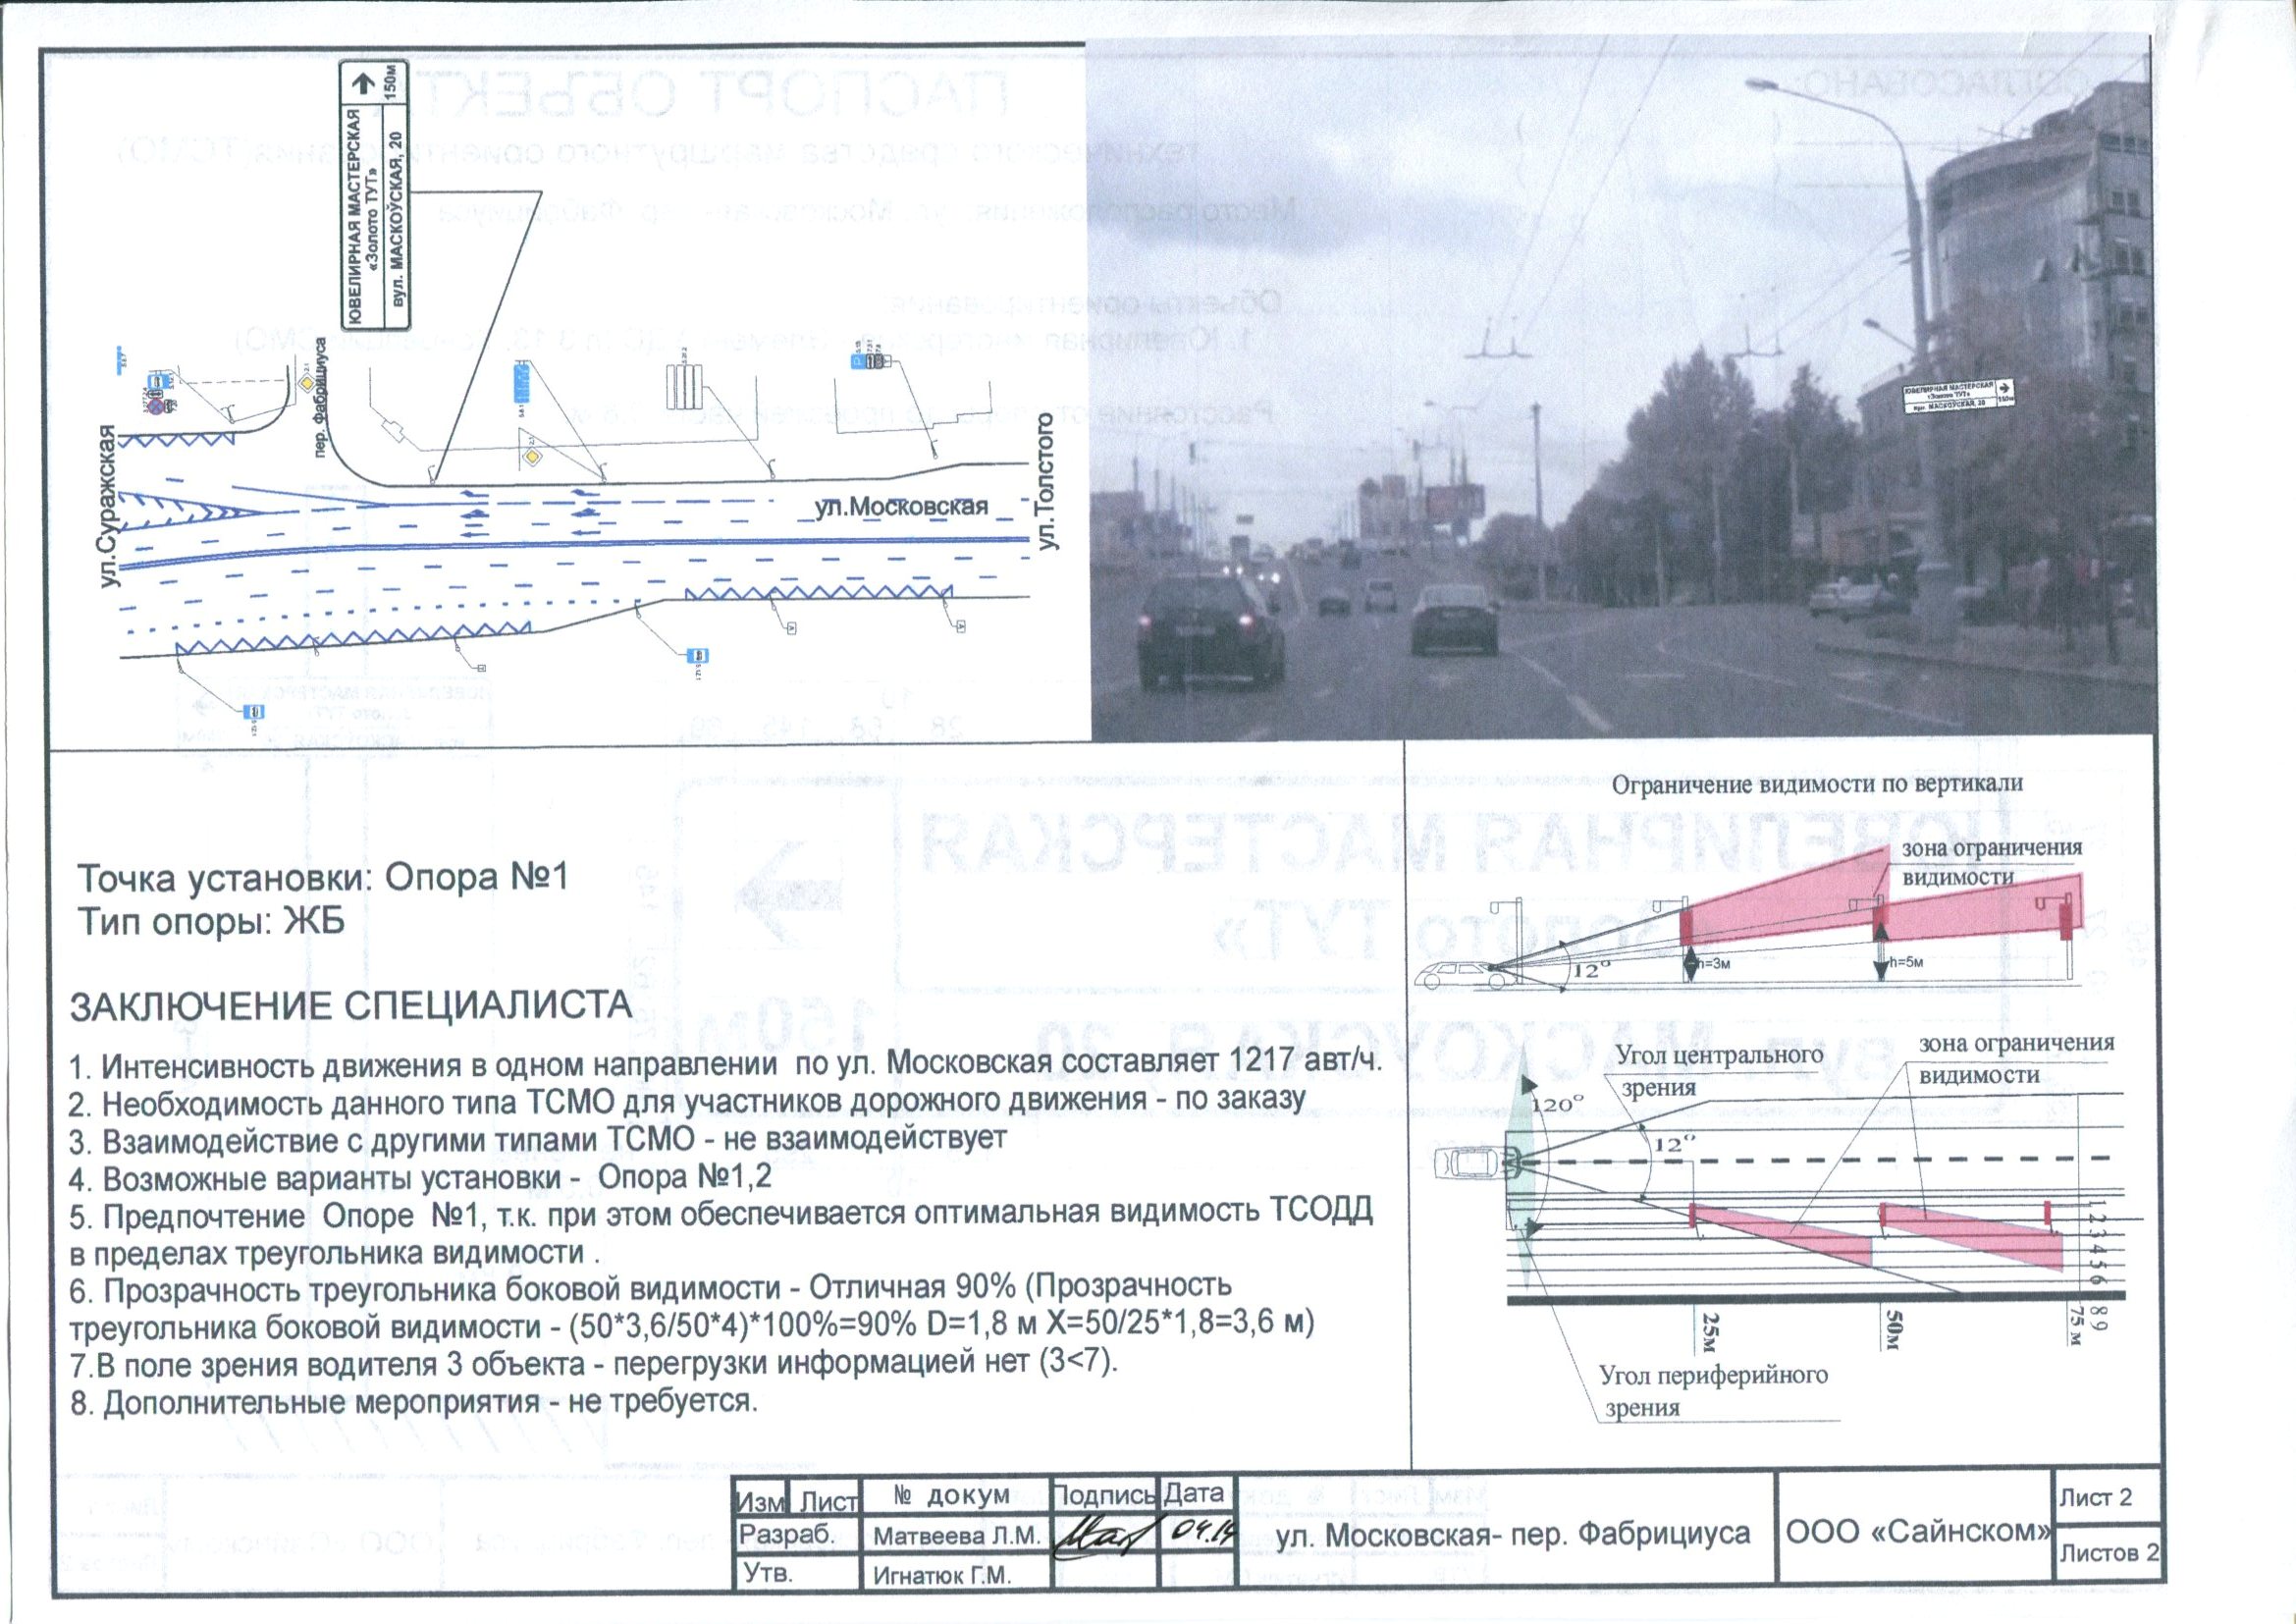 ЮВЕЛИРНАЯ МАСТЕРСКАЯ
«Золото ТУТ»
вул. МАСКОЎСКАЯ, 20
150м
ул.Суражская
пер. Фабрициуса
ул.Московская
ул.Толстого
ЮВЕЛИРНАЯ МАСТЕРСКАЯ
«Золото ТУТ»
вул. МАСКОЎСКАЯ, 20
150м
Точка установки: Опора №1
Тип опоры: ЖБ
ЗАКЛЮЧЕНИЕ СПЕЦИАЛИСТА
1. Интенсивность движения в одном направлении по ул. Московская составляет 1217 авт/ч.
2. Необходимость данного типа ТСМО для участников дорожного движения - по заказу
3. Взаимодействие с другими типами ТСМО - не взаимодействует
4. Возможные варианты установки - Опора №1,2
5. Предпочтение Опоре №1, т.к. при этом обеспечивается оптимальная видимость ТСОДД
в пределах треугольника видимости .
6. Прозрачность треугольника боковой видимости - Отличная 90% (Прозрачность
треугольника боковой видимости - (50*3,6/50*4)*100%=90% D=1,8 м X=50/25*1,8=3,6 м)
7.В поле зрения водителя 3 объекта - перегрузки информацией нет (3<7).
8. Дополнительные мероприятия - не требуется.
Ограничение видимости по вертикали
зона ограничения
видимости
12°
h=3м
h=5м
Угол центрального
зрения
зона ограничения
видимости
120°
12°
1 2 3 4 5 6 8 9
25м
50м
75 м
Угол периферийного
зрения
Изм Лист № докум Подпись Дата
Разраб. Матвеева Л.М. 04.14
Утв. Игнатюк Г.М.
ул. Московская- пер. Фабрициуса
ООО «Сайнском»
Лист 2
Листов 2